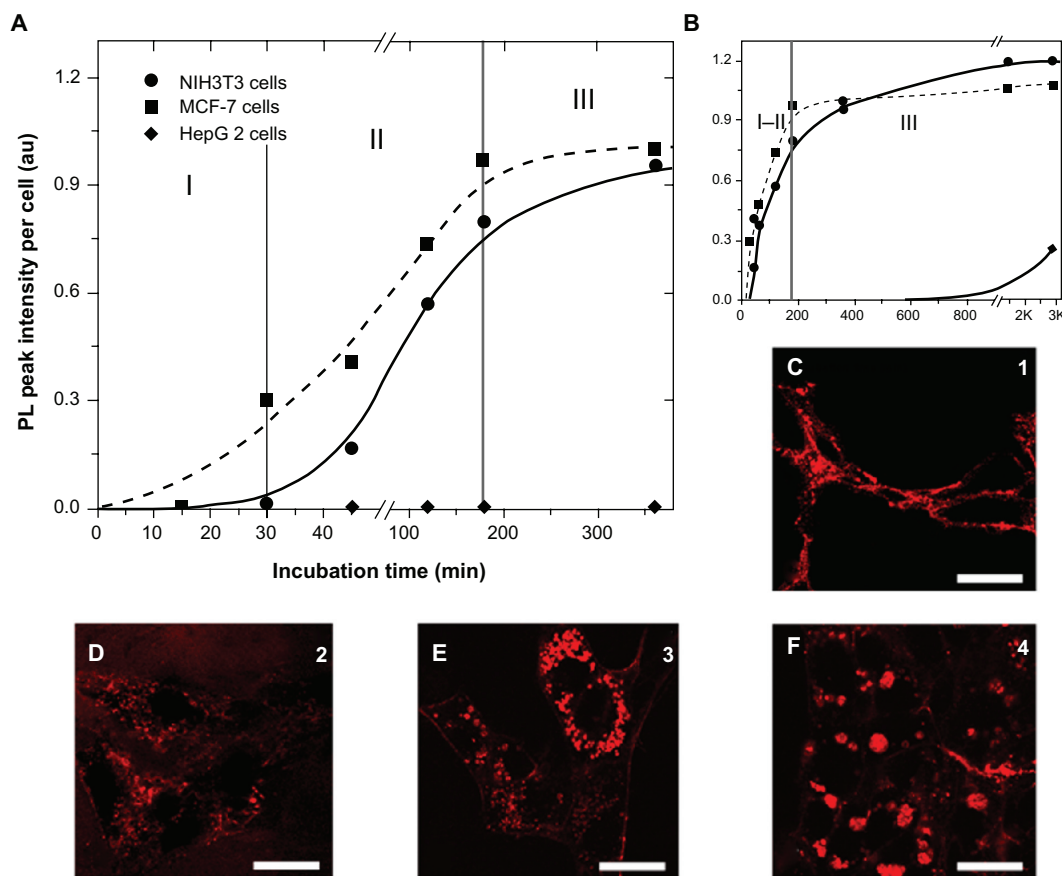 A
PL peak intensity per cell (au)
1.2
0.9
0.6
0.3
0.0
NIH3T3 cells
MCF-7 cells
HepG 2 cells
I
II
III
0 10 20 30 40 100 200 300
Incubation time (min)
B
1.2
0.9
0.6
0.3
0.0
I–II
III
0 200 400 600 800 2K 3K
C 1
D 2
E 3
F 4